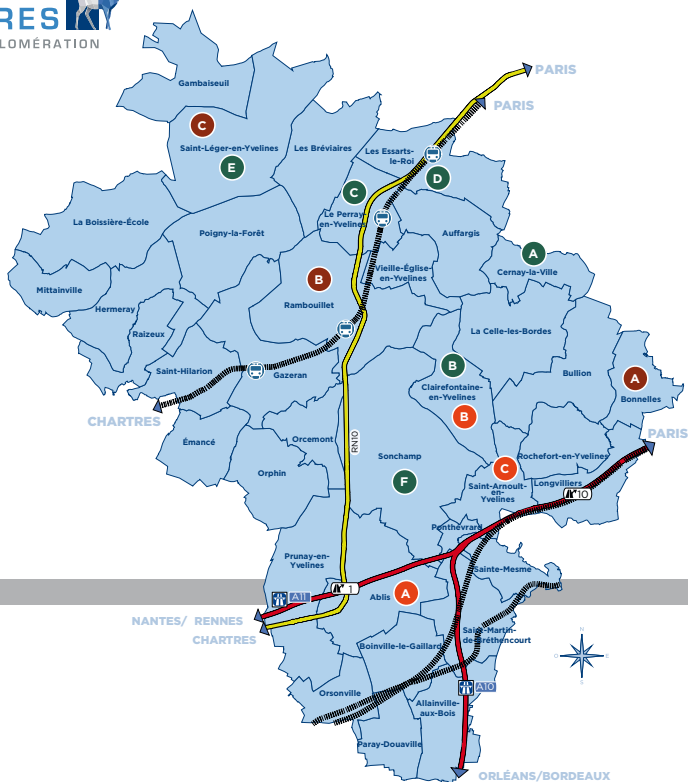 RES
LOMÉRATION
PARIS
PARIS
Gambaiseuil
C
Saint-Léger-en-Yvelines
E
Les Bréviaires
Les Essarts-
le-Roi
D
C
Le Perray-
en-Yvelines
La Boissière-École
Poigny-la-Forêt
Auffargis
A
Cernay-la-Ville
Vieille-Église-
en-Yvelines
B
Rambouillet
Mittainville
Hermeray
Raizeux
La Celle-les-Bordes
Saint-Hilarion
Gazeran
B
Clairefontaine-
en-Yvelines
B
Bullion
A
Bonnelles
CHARTRES
PARIS
Émancé
Orcemont
RN10
Sonchamp
F
Rochefort-en-Yvelines
C
Saint-Arnoult-
en-
Yvelines
Longvilliers
10
Orphin
Ponthévrard
Prunay-en-
Yvelines
Sainte-Mesme
A11
1
Ablis
A
NANTES/ RENNES
CHARTRES
Saint-Martin-
de-Bréthencourt
Boinville-le-Gaillard
N
O
E
S
Orsonville
A10
Allainville-
aux-Bois
Paray-Douaville
ORLÉANS/BORDEAUX